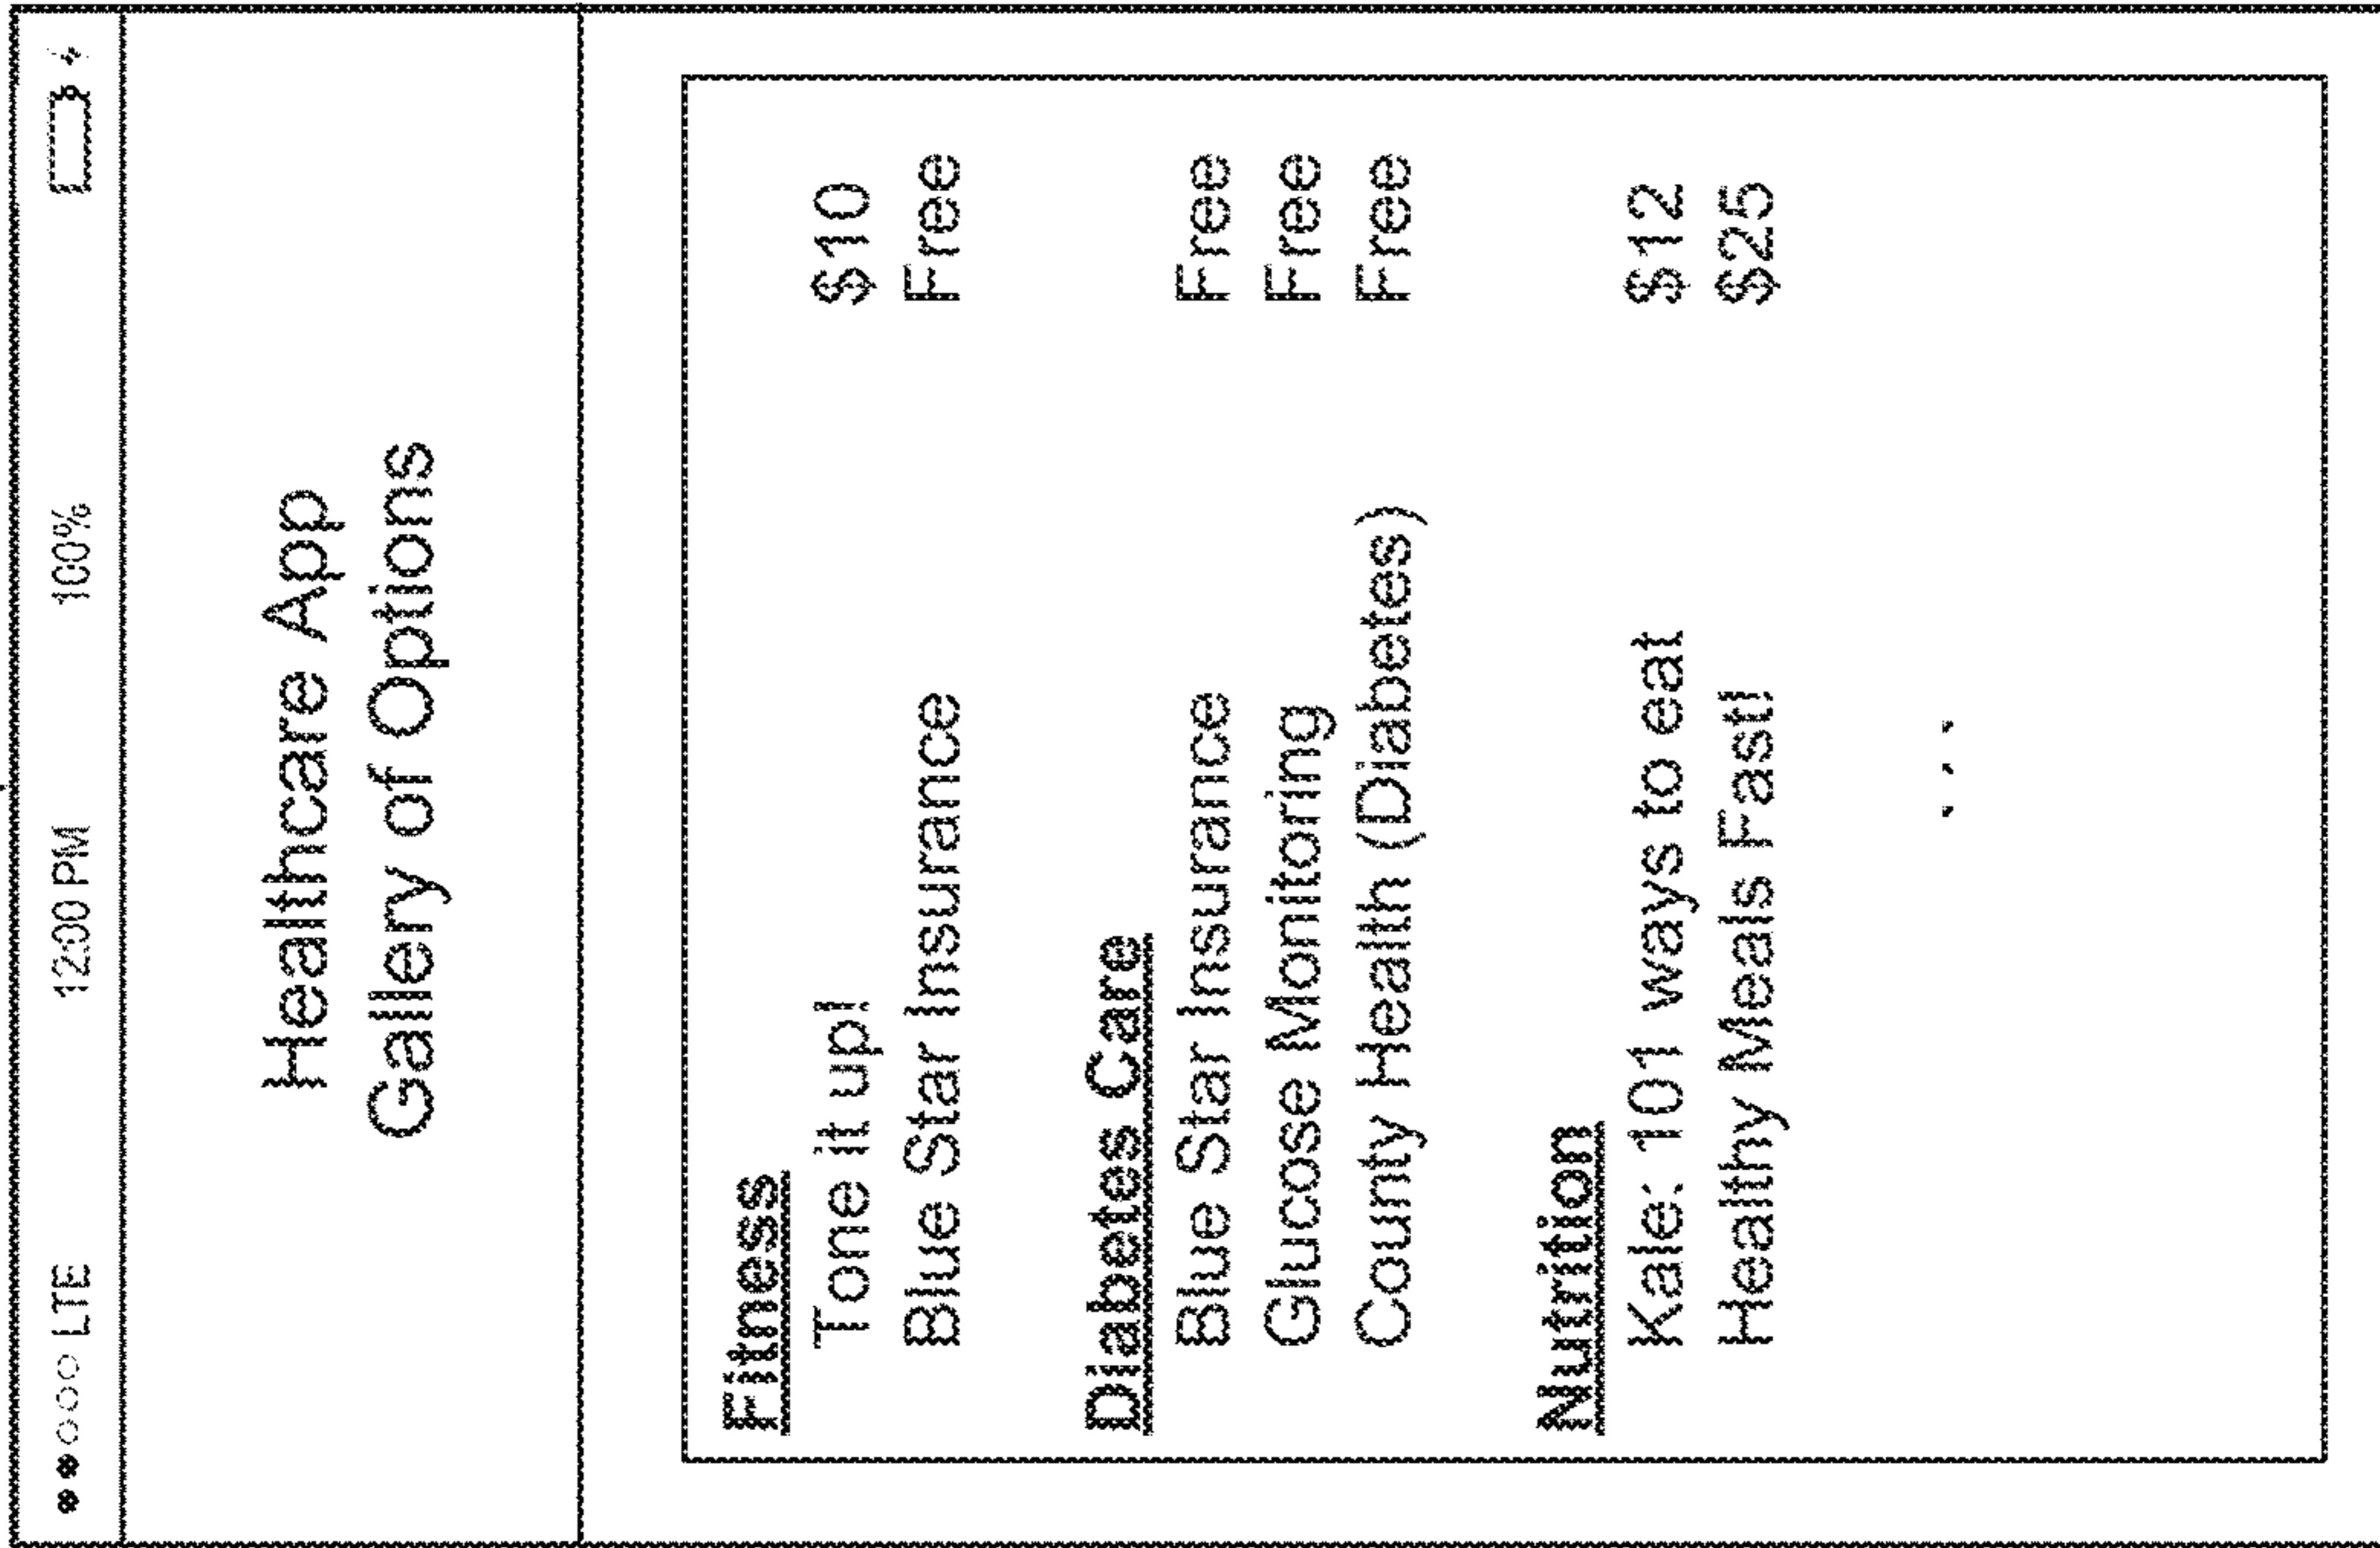 ●●○○○ LTE 12:00 PM 100%
Healthcare App
Gallery of Options
Fitness
Tone it up! $10
Blue Star Insurance Free
Diabetes Care
Blue Star Insurance Free
Glucose Monitoring Free
County Health (Diabetes) Free
Nutrition
Kale: 101 ways to eat $12
Healthy Meals Fast! $25
...